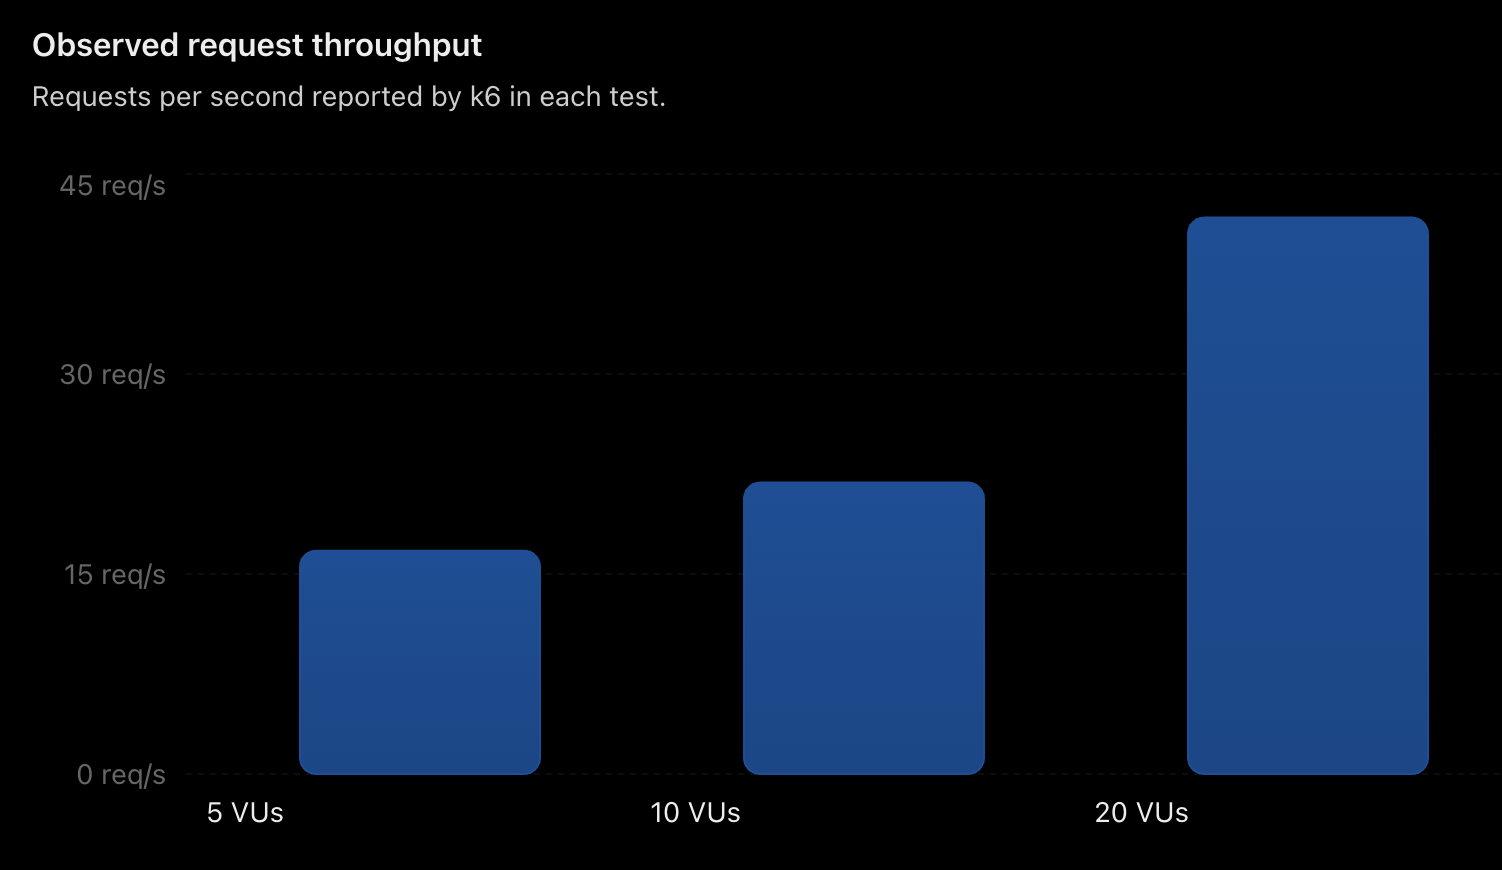 Observed request throughput
Requests per second reported by k6 in each test.
45 req/s
30 req/s
15 req/s
0 req/s
5 VUs
10 VUs
20 VUs